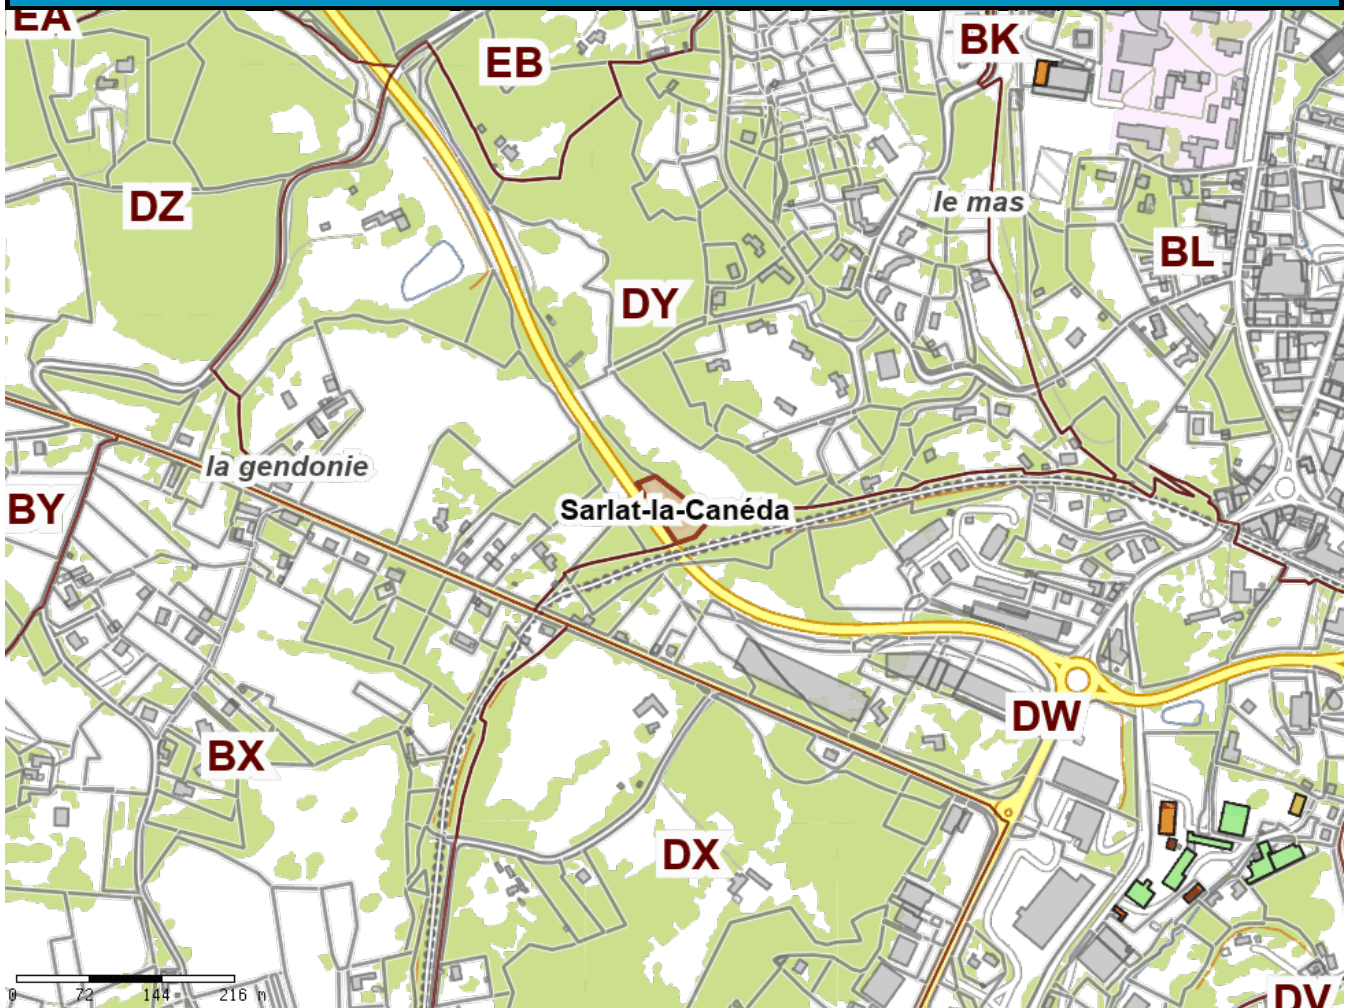 EA
EB
BK
DZ
le mas
BL
DY
la gendonie
BY
Sarlat-la-Canéda
DW
BX
DX
DV
0 72 144 216 m